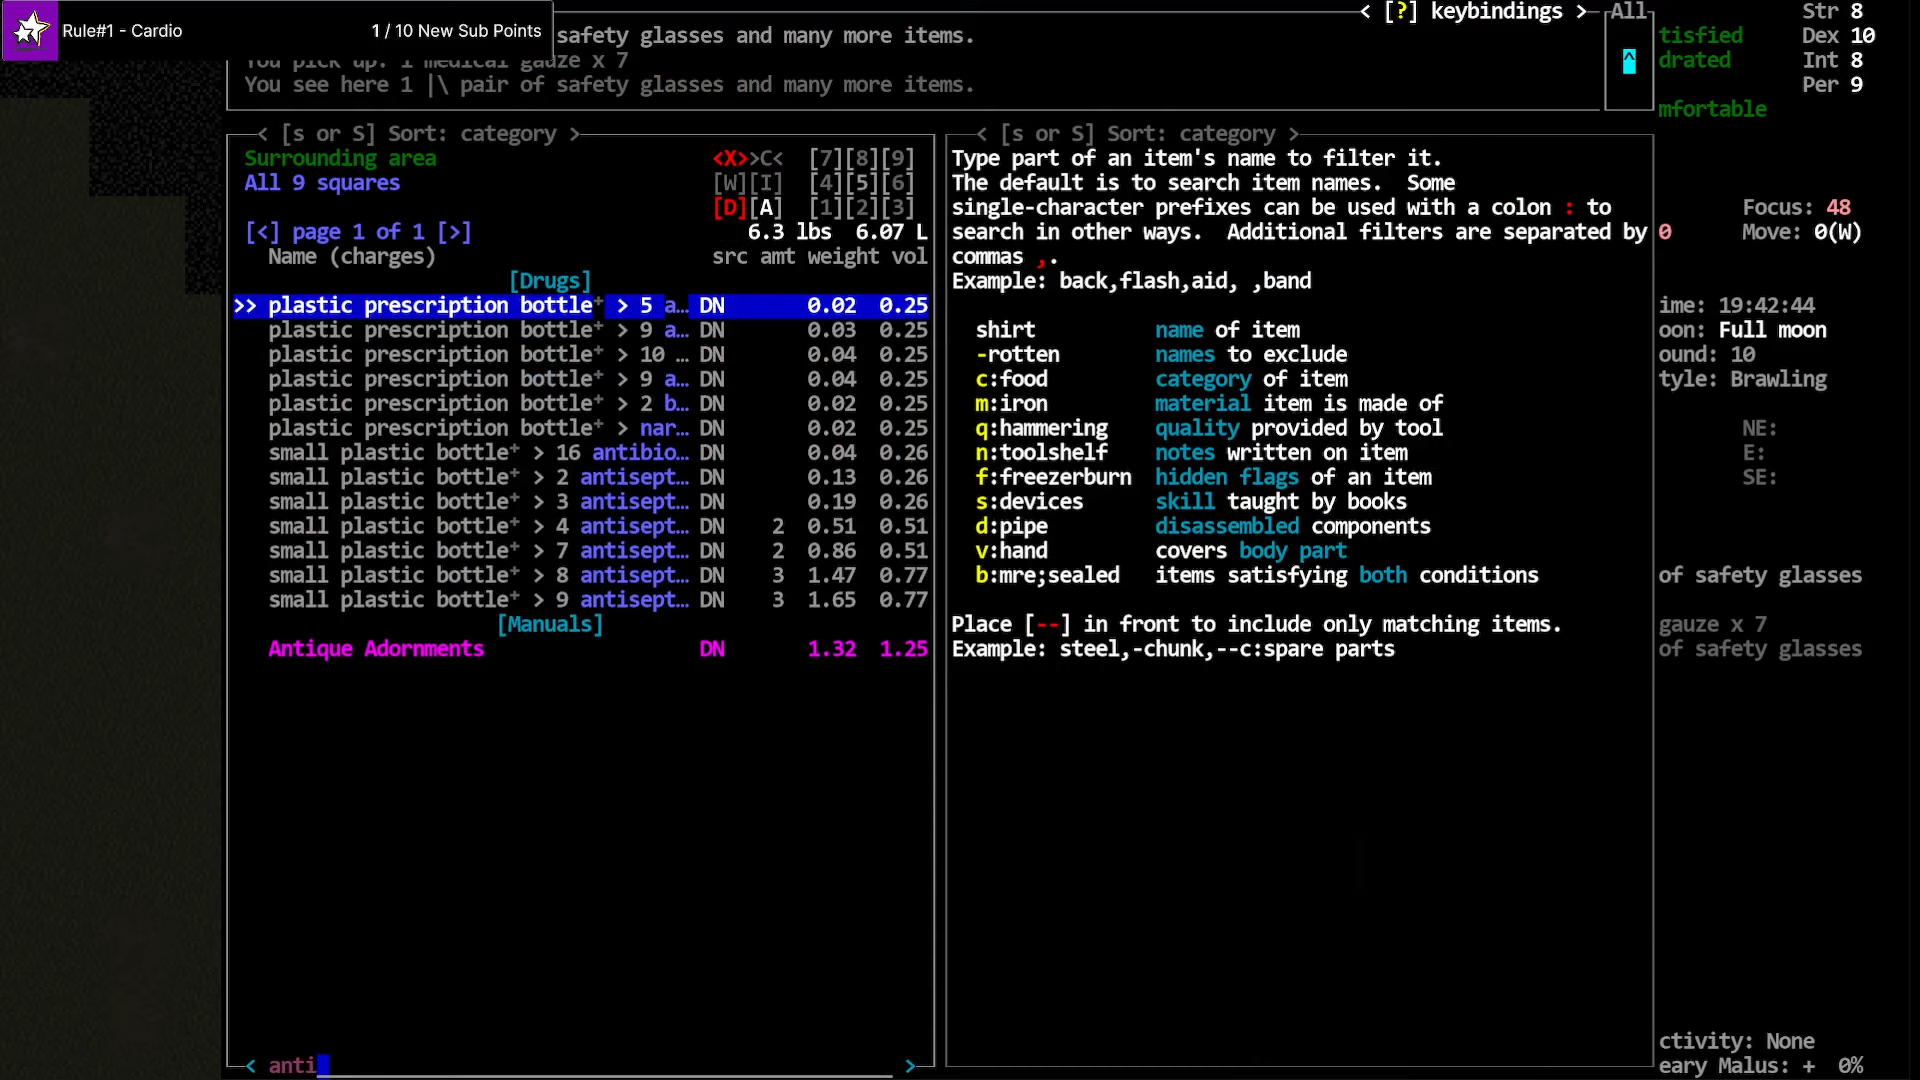 Rule#1 - Cardio 1 / 10 New Sub Points
< [?] keybindings >
All
safety glasses and many more items.
You pick up: 1 medical gauze x 7
You see here 1 |\ pair of safety glasses and many more items.
^
Str 8
tisfied Dex 10
drated Int 8
Per 9
mfortable
< [s or S] Sort: category >
Surrounding area <X>>C< [7][8][9]
All 9 squares [W][I] [4][5][6]
[D][A] [1][2][3]
[<] page 1 of 1 [>] 6.3 lbs 6.07 L
Name (charges) src amt weight vol
[Drugs]
>> plastic prescription bottle⁺ > 5 a… DN 0.02 0.25
plastic prescription bottle⁺ > 9 a… DN 0.03 0.25
plastic prescription bottle⁺ > 10 … DN 0.04 0.25
plastic prescription bottle⁺ > 9 a… DN 0.04 0.25
plastic prescription bottle⁺ > 2 b… DN 0.02 0.25
plastic prescription bottle⁺ > nar… DN 0.02 0.25
small plastic bottle⁺ > 16 antibio… DN 0.04 0.26
small plastic bottle⁺ > 2 antisept… DN 0.13 0.26
small plastic bottle⁺ > 3 antisept… DN 0.19 0.26
small plastic bottle⁺ > 4 antisept… DN 2 0.51 0.51
small plastic bottle⁺ > 7 antisept… DN 2 0.86 0.51
small plastic bottle⁺ > 8 antisept… DN 3 1.47 0.77
small plastic bottle⁺ > 9 antisept… DN 3 1.65 0.77
[Manuals]
Antique Adornments DN 1.32 1.25
< anti >
< [s or S] Sort: category >
Type part of an item's name to filter it.
The default is to search item names. Some
single-character prefixes can be used with a colon : to
search in other ways. Additional filters are separated by
commas ,.
Example: back,flash,aid, ,band
shirt name of item
-rotten names to exclude
c:food category of item
m:iron material item is made of
q:hammering quality provided by tool
n:toolshelf notes written on item
f:freezerburn hidden flags of an item
s:devices skill taught by books
d:pipe disassembled components
v:hand covers body part
b:mre;sealed items satisfying both conditions
Place [--] in front to include only matching items.
Example: steel,-chunk,--c:spare parts
Focus: 48
0 Move: 0(W)
ime: 19:42:44
oon: Full moon
ound: 10
tyle: Brawling
NE:
E:
SE:
of safety glasses
gauze x 7
of safety glasses
ctivity: None
eary Malus: + 0%